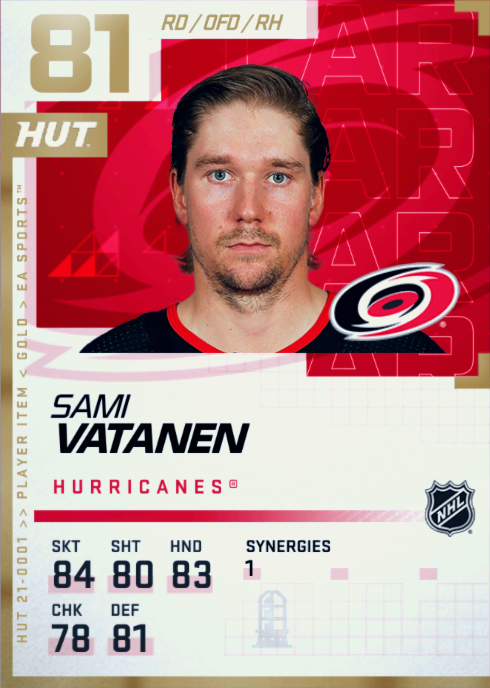 81
RD / OFD / RH
HUT
HUT 21-0001 >> PLAYER ITEM < GOLD > EA SPORTS™
SAMI
VATANEN
HURRICANES
NHL
SKT SHT HND SYNERGIES
84 80 83 1
CHK DEF
78 81